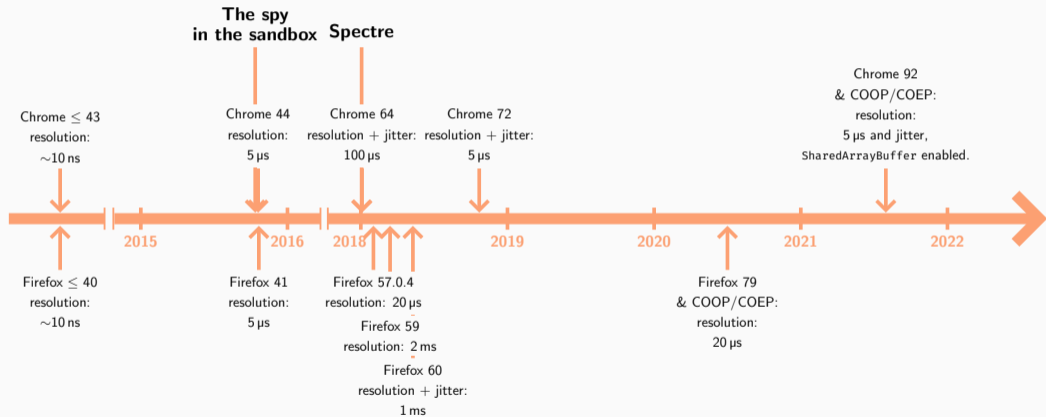 The spy
in the sandbox
Spectre
Chrome ≤ 43
resolution:
∼10 ns
Chrome 44
resolution:
5 µs
Chrome 64
resolution + jitter:
100 µs
Chrome 72
resolution + jitter:
5 µs
Chrome 92
& COOP/COEP:
resolution:
5 µs and jitter,
SharedArrayBuffer enabled.
2015
2016
2018
2019
2020
2021
2022
Firefox ≤ 40
resolution:
∼10 ns
Firefox 41
resolution:
5 µs
Firefox 57.0.4
resolution: 20 µs
Firefox 59
resolution: 2 ms
Firefox 60
resolution + jitter:
1 ms
Firefox 79
& COOP/COEP:
resolution:
20 µs